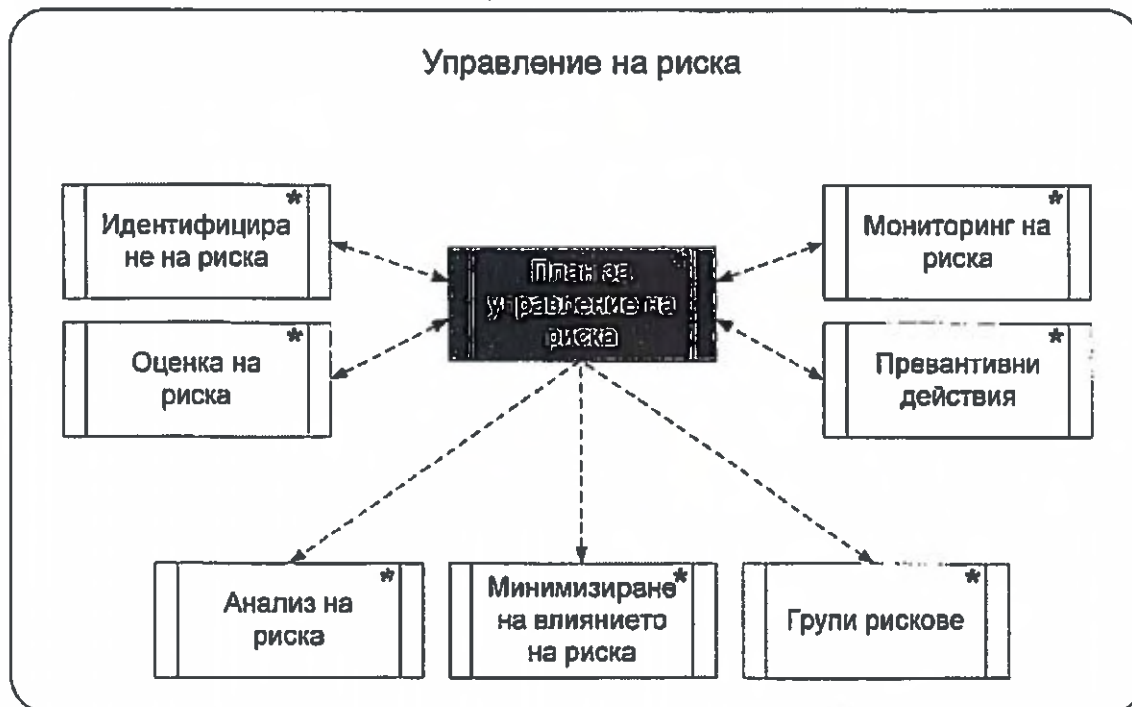 Управление на риска
*
Идентифицира
не на риска
*
Мониторинг на
риска
План за
управление на
риска
*
Оценка на
риска
*
Превантивни
действия
*
Анализ на
риска
*
Минимизиране
на влиянието
на риска
*
Групи рискове